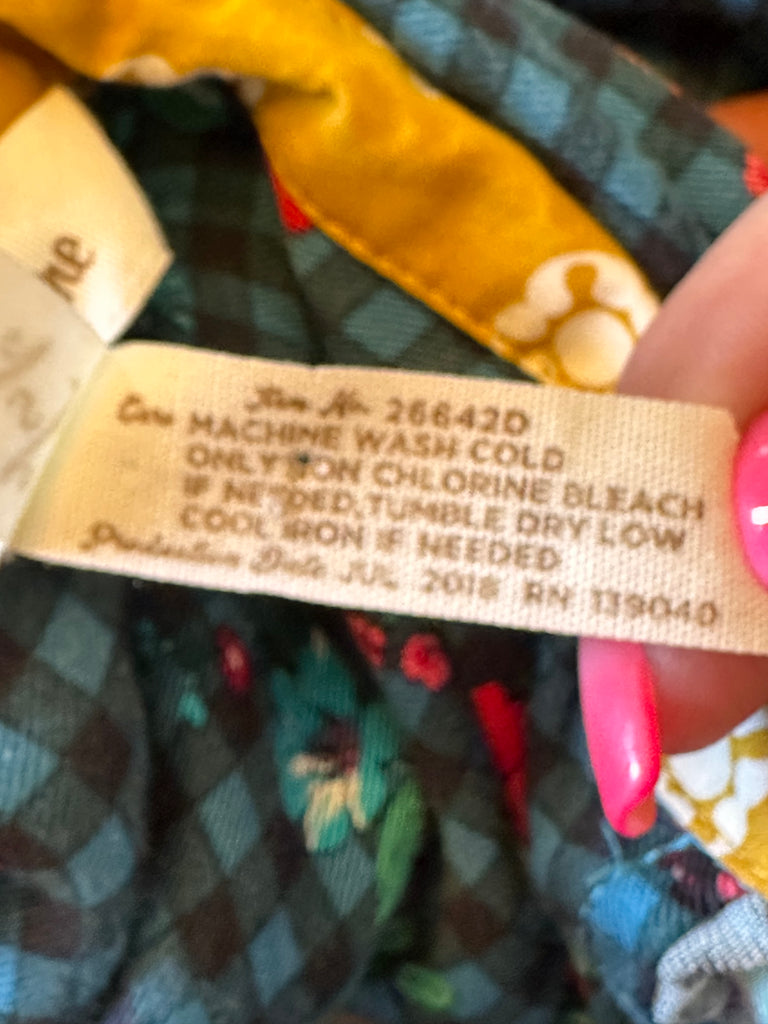 Item No. 26642D
Care MACHINE WASH COLD
ONLY NON CHLORINE BLEACH
IF NEEDED, TUMBLE DRY LOW
COOL IRON IF NEEDED
Production Date JUL 2018 RN 139040